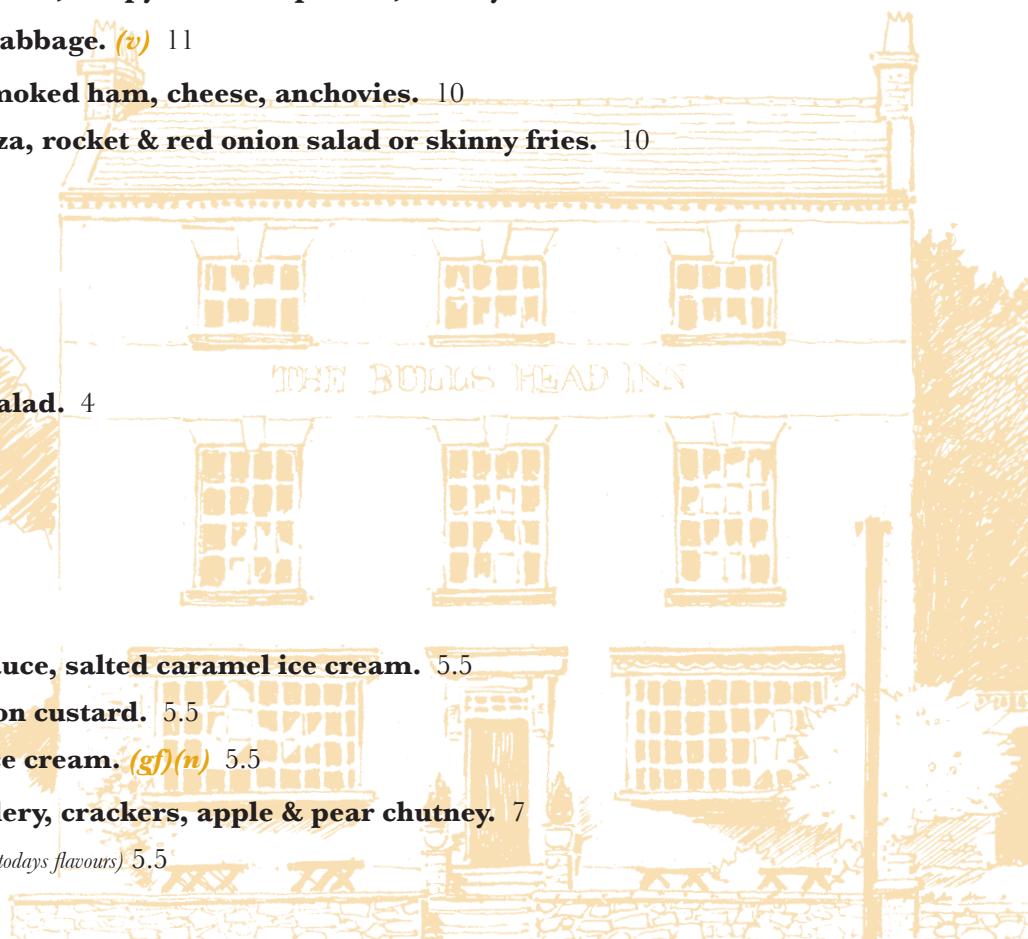 abbage. (v) 11
moked ham, cheese, anchovies. 10
za, rocket & red onion salad or skinny fries. 10
THE BULLS HEAD INN
alad. 4
auce, salted caramel ice cream. 5.5
on custard. 5.5
ce cream. (gf)(n) 5.5
lery, crackers, apple & pear chutney. 7
todays flavours) 5.5